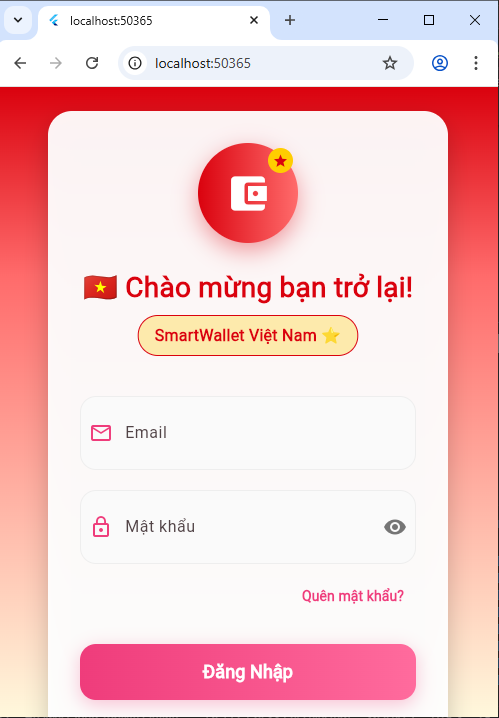 localhost:50365
localhost:50365
🇻🇳 Chào mừng bạn trở lại!
SmartWallet Việt Nam ⭐
Email
Mật khẩu
Quên mật khẩu?
Đăng Nhập